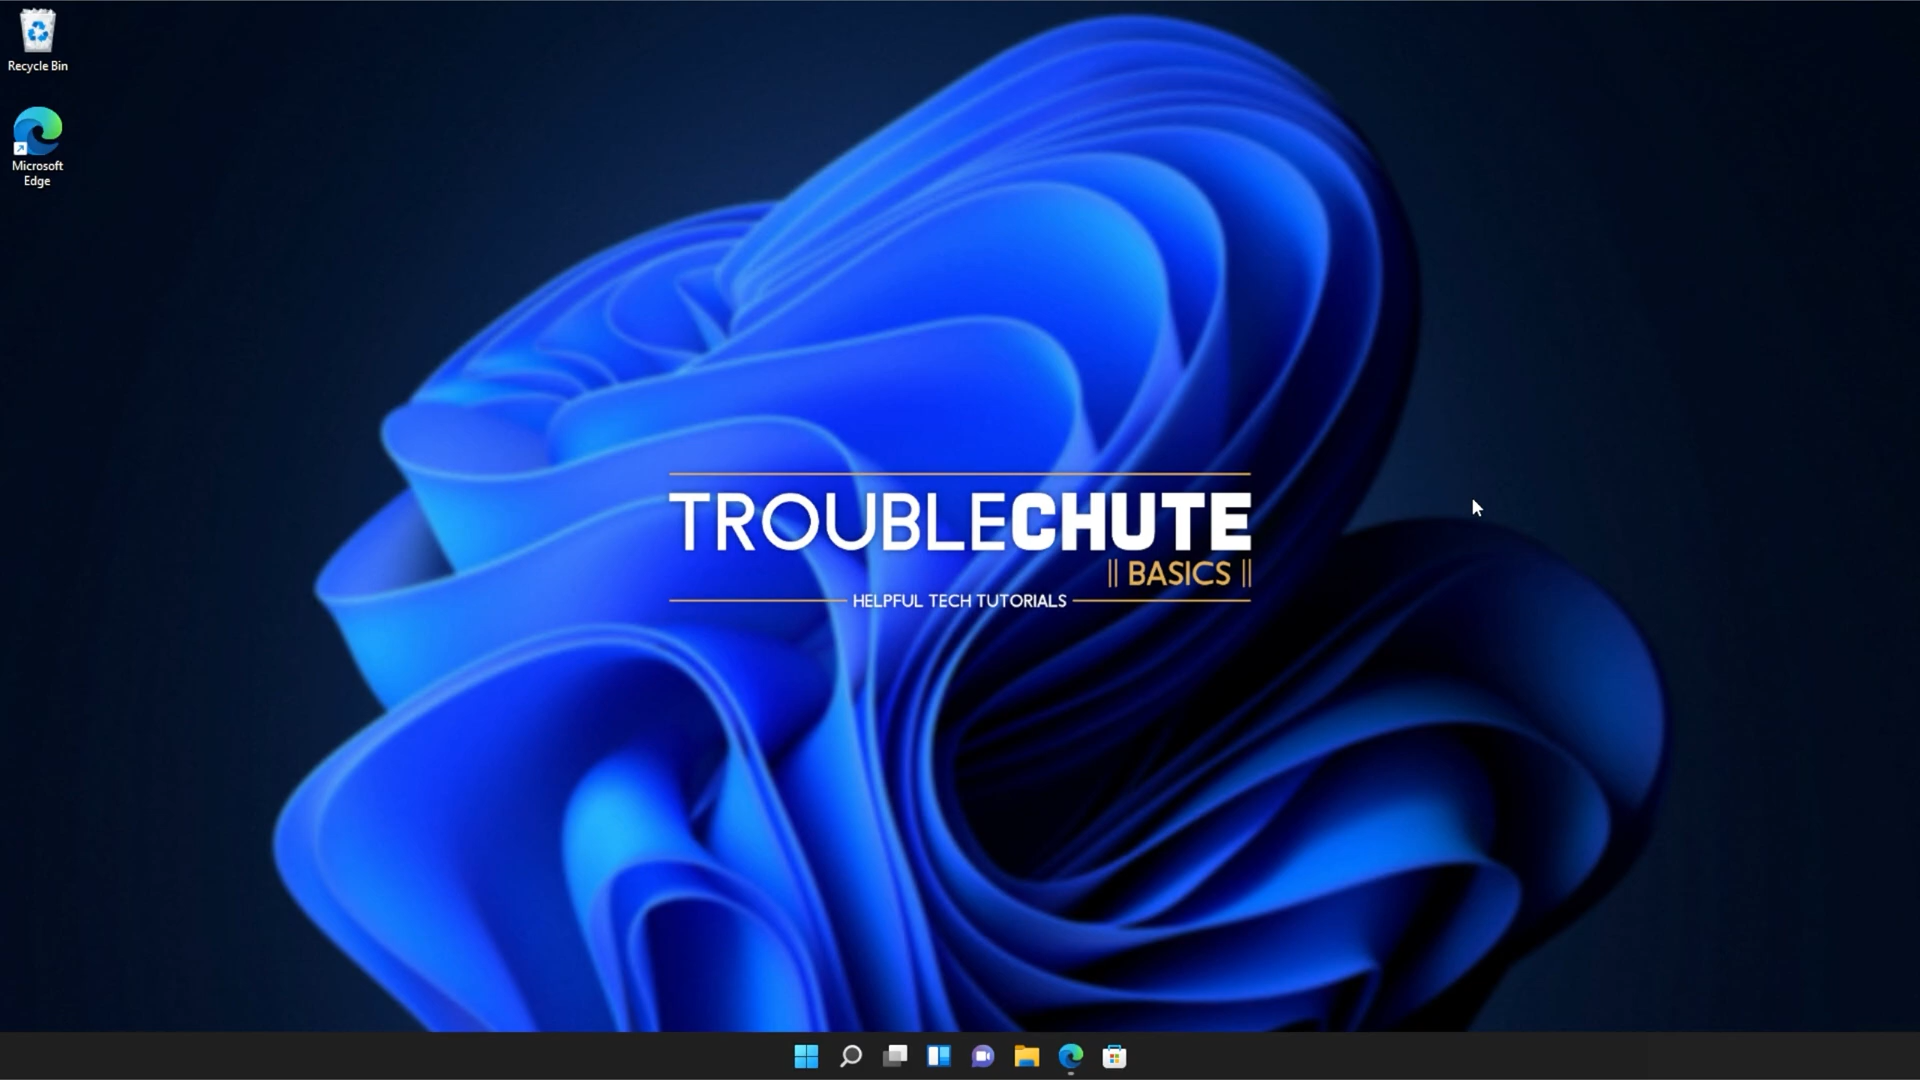 Recycle Bin
Microsoft
Edge
TROUBLECHUTE
|| BASICS ||
HELPFUL TECH TUTORIALS